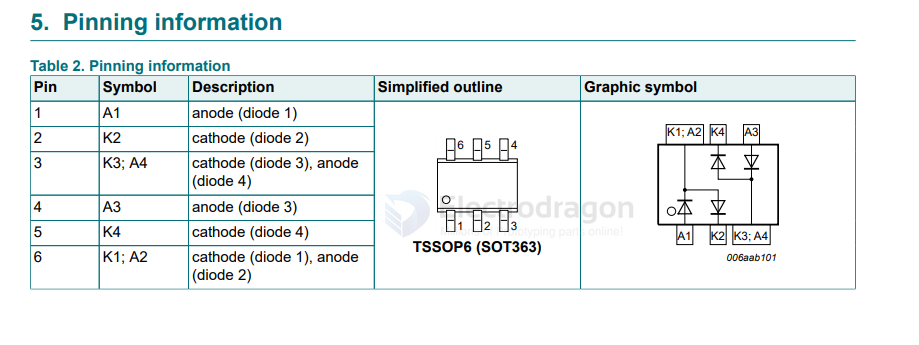 5. Pinning information
Table 2. Pinning information
Pin Symbol Description Simplified outline Graphic symbol
1 A1 anode (diode 1)
2 K2 cathode (diode 2)
3 K3; A4 cathode (diode 3), anode
(diode 4)
4 A3 anode (diode 3)
5 K4 cathode (diode 4)
6 K1; A2 cathode (diode 1), anode
(diode 2)
6 5 4
1 2 3
TSSOP6 (SOT363)
K1; A2 K4 A3
A1 K2 K3; A4
006aab101
Electrodragon
prototyping parts online!